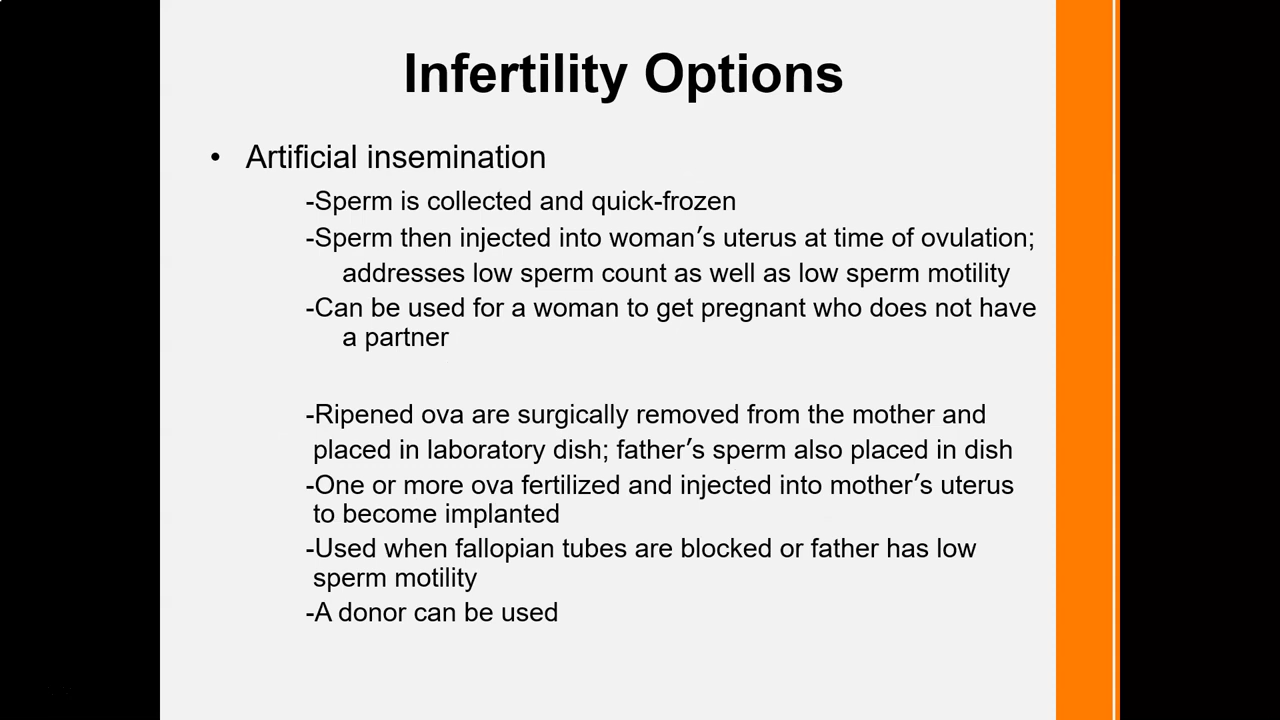 Infertility Options
• Artificial insemination
-Sperm is collected and quick-frozen
-Sperm then injected into woman′s uterus at time of ovulation;
addresses low sperm count as well as low sperm motility
-Can be used for a woman to get pregnant who does not have
a partner
-Ripened ova are surgically removed from the mother and
placed in laboratory dish; father′s sperm also placed in dish
-One or more ova fertilized and injected into mother′s uterus
to become implanted
-Used when fallopian tubes are blocked or father has low
sperm motility
-A donor can be used